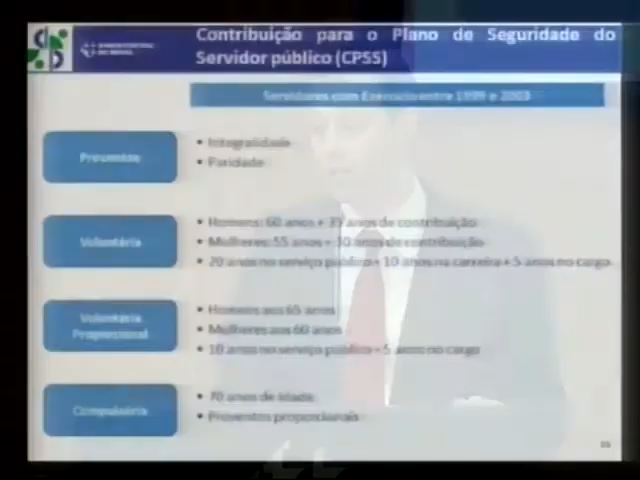 Contribuição para o Plano de Seguridade do
Servidor público (CPSS)
Servidores com Exercício entre 1999 e 2003
Proventos
• Integralidade
• Paridade
Voluntária
• Homens: 60 anos + 35 anos de contribuição
• Mulheres: 55 anos + 30 anos de contribuição
• 20 anos no serviço público + 10 anos na carreira + 5 anos no cargo
Voluntária
Proporcional
• Homens aos 65 anos
• Mulheres aos 60 anos
• 10 anos no serviço público + 5 anos no cargo
Compulsória
• 70 anos de idade
• Proventos proporcionais